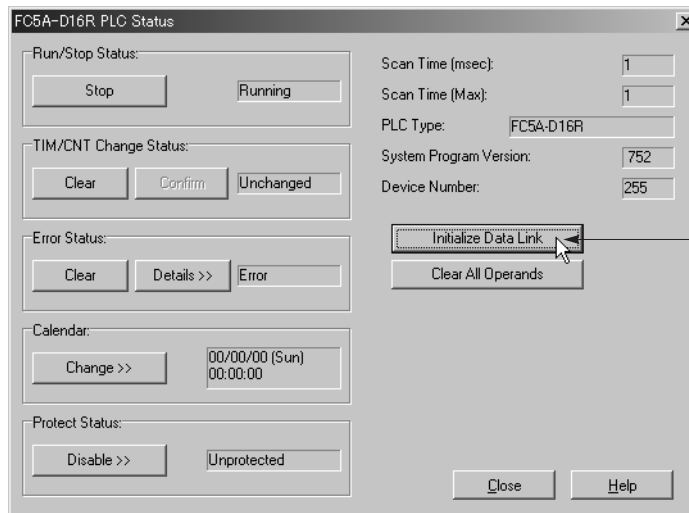 FC5A-D16R PLC Status
Run/Stop Status:
Stop
Running
TIM/CNT Change Status:
Clear
Confirm
Unchanged
Error Status:
Clear
Details >>
Error
Calendar:
Change >>
00/00/00 (Sun)
00:00:00
Protect Status:
Disable >>
Unprotected
Scan Time (msec):
1
Scan Time (Max):
1
PLC Type:
FC5A-D16R
System Program Version:
752
Device Number:
255
Initialize Data Link
Clear All Operands
Close
Help